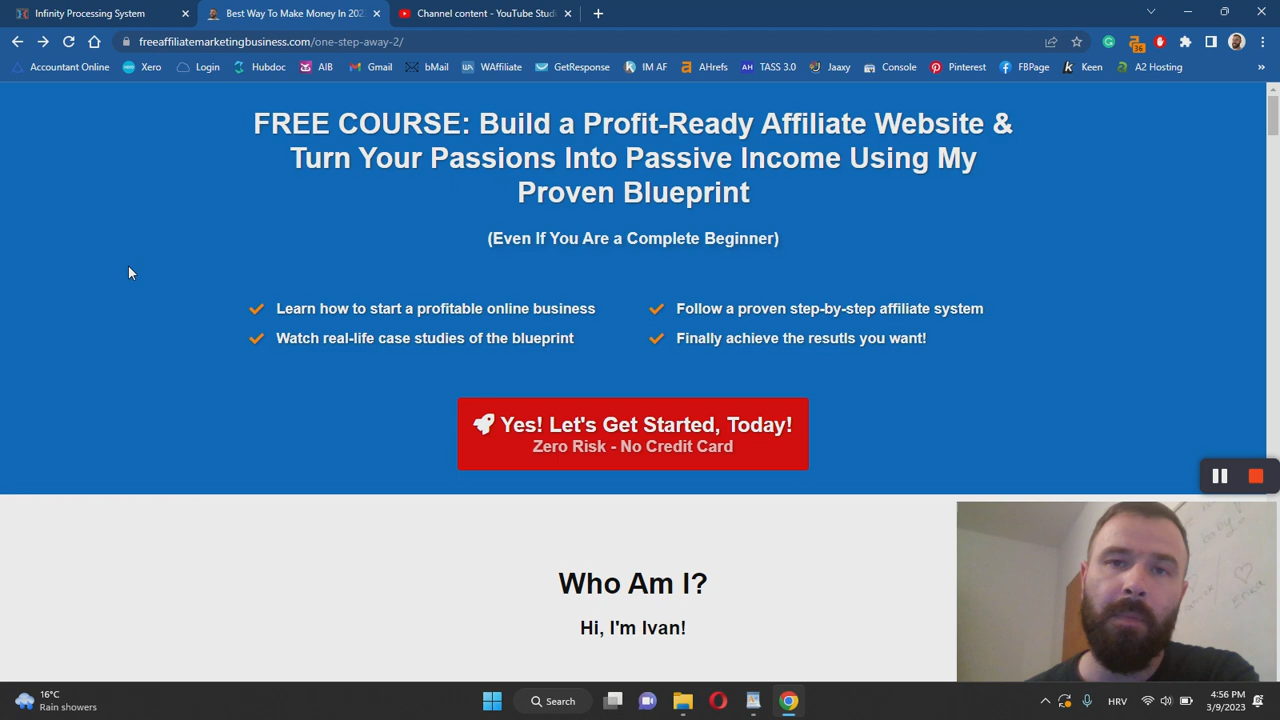 Infinity Processing System
Best Way To Make Money In 202
Channel content - YouTube Stud
freeaffiliatemarketingbusiness.com/one-step-away-2/
36
Accountant Online
Xero
Login
Hubdoc
AIB
Gmail
bMail
WAffiliate
GetResponse
IM AF
AHrefs
TASS 3.0
Jaaxy
Console
Pinterest
FBPage
Keen
A2 Hosting
FREE COURSE: Build a Profit-Ready Affiliate Website &
Turn Your Passions Into Passive Income Using My
Proven Blueprint
(Even If You Are a Complete Beginner)
Learn how to start a profitable online business
Follow a proven step-by-step affiliate system
Watch real-life case studies of the blueprint
Finally achieve the resutls you want!
Yes! Let's Get Started, Today!
Zero Risk - No Credit Card
Who Am I?
Hi, I'm Ivan!
16°C
Rain showers
Search
HRV
4:56 PM
3/9/2023